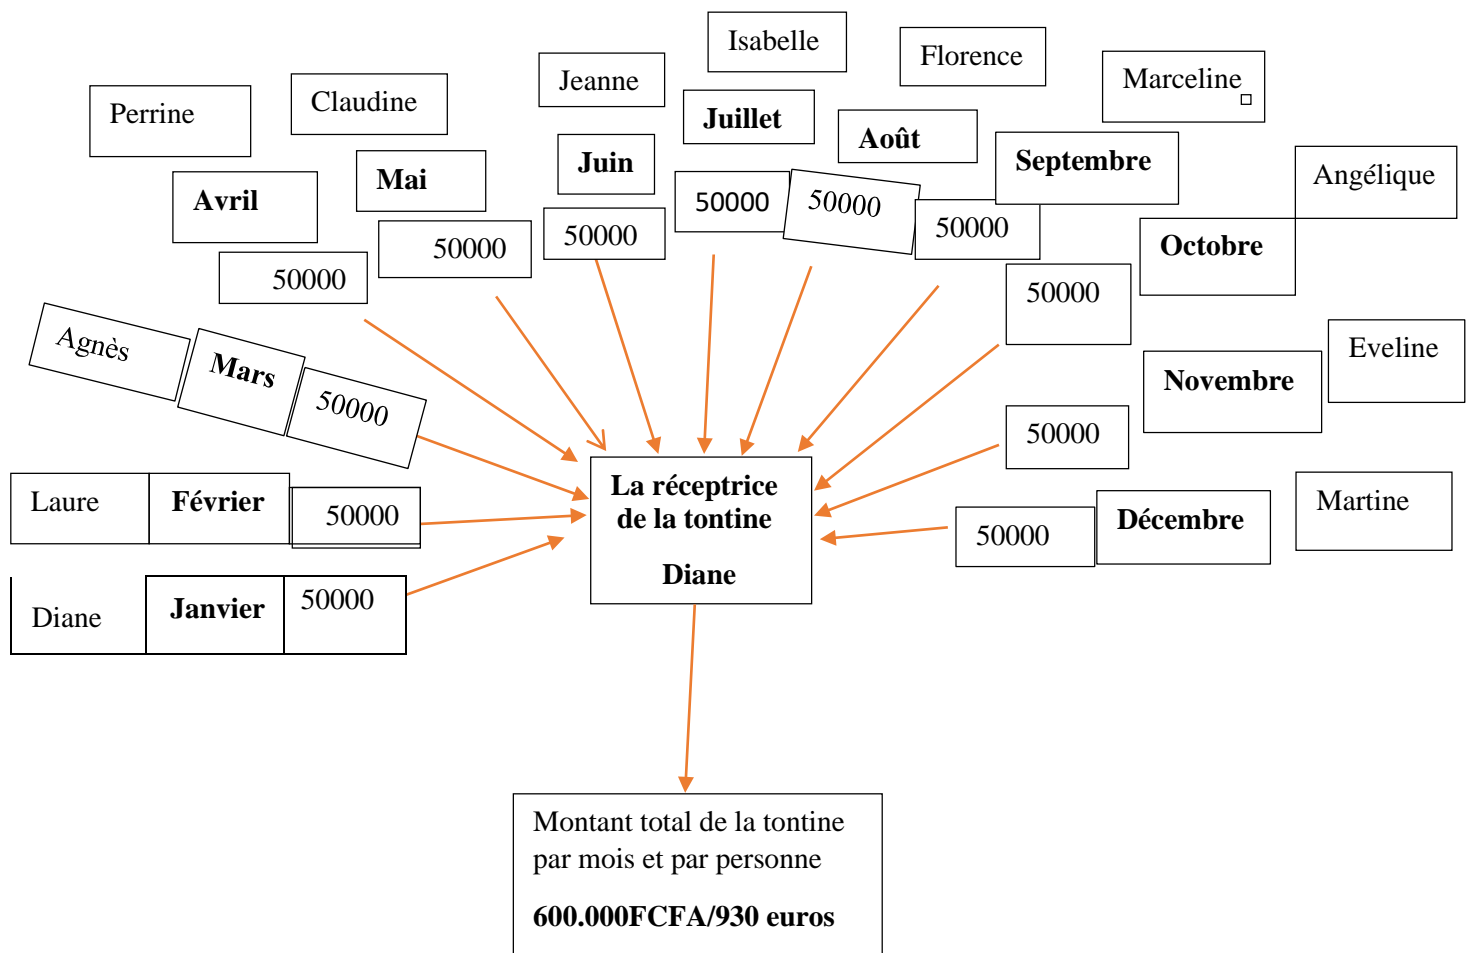 Isabelle
Florence
Jeanne
Marceline
Claudine
Perrine
Juillet
Août
Juin
Septembre
Mai
Avril
Angélique
50000
50000
50000
50000
50000
50000
Octobre
50000
Agnès
Mars
50000
Eveline
Novembre
50000
Laure
Février
50000
La réceptrice
de la tontine
Diane
50000
Décembre
Martine
Diane
Janvier
50000
Montant total de la tontine
par mois et par personne
600.000FCFA/930 euros